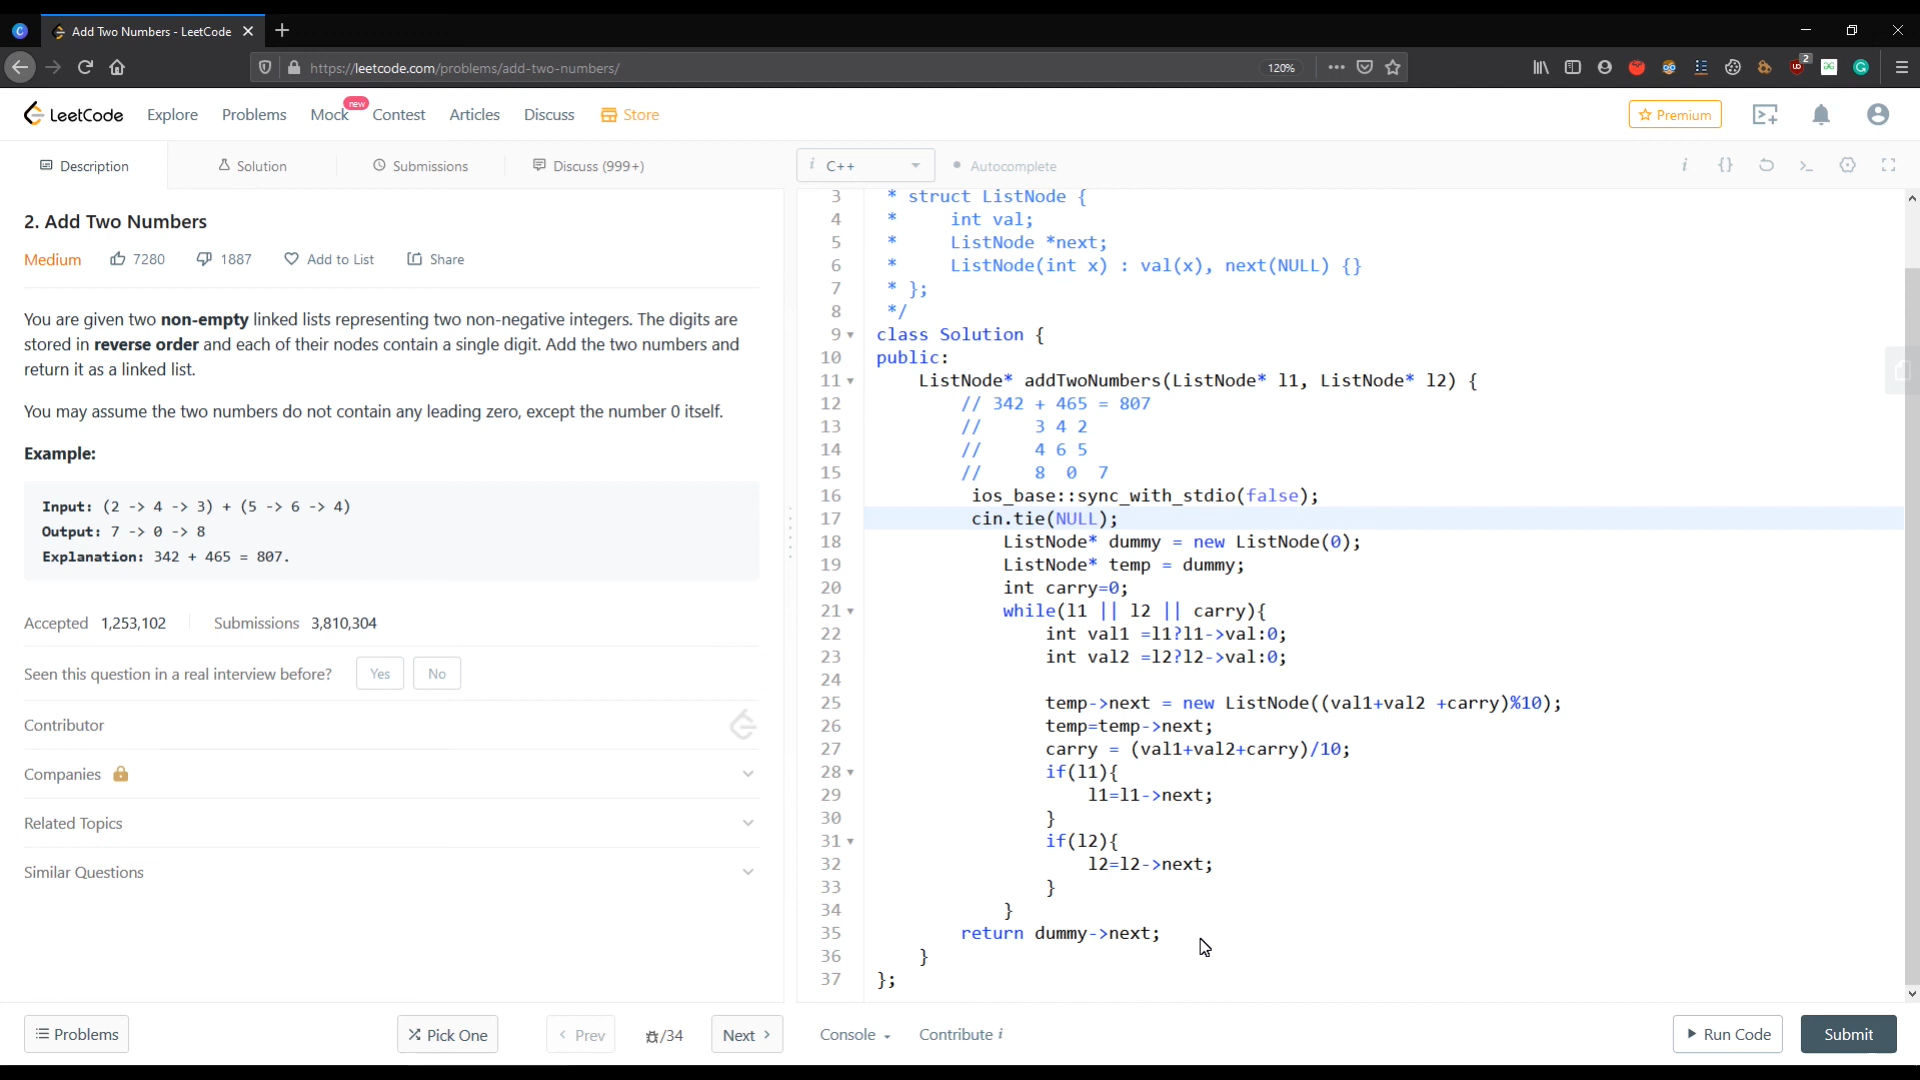 Add Two Numbers - LeetCode
https://leetcode.com/problems/add-two-numbers/
120%
2
LeetCode
Explore
Problems
Mock
new
Contest
Articles
Discuss
Store
Premium
Description
Solution
Submissions
Discuss (999+)
i C++
Autocomplete
2. Add Two Numbers
Medium
7280
1887
Add to List
Share
You are given two non-empty linked lists representing two non-negative integers. The digits are
stored in reverse order and each of their nodes contain a single digit. Add the two numbers and
return it as a linked list.
You may assume the two numbers do not contain any leading zero, except the number 0 itself.
Example:
Input: (2 -> 4 -> 3) + (5 -> 6 -> 4)
Output: 7 -> 0 -> 8
Explanation: 342 + 465 = 807.
Accepted 1,253,102
Submissions 3,810,304
Seen this question in a real interview before?
Yes
No
Contributor
Companies
Related Topics
Similar Questions
3 * struct ListNode {
4 * int val;
5 * ListNode *next;
6 * ListNode(int x) : val(x), next(NULL) {}
7 * };
8 */
9 class Solution {
10 public:
11 ListNode* addTwoNumbers(ListNode* l1, ListNode* l2) {
12 // 342 + 465 = 807
13 // 3 4 2
14 // 4 6 5
15 // 8 0 7
16 ios_base::sync_with_stdio(false);
17 cin.tie(NULL);
18 ListNode* dummy = new ListNode(0);
19 ListNode* temp = dummy;
20 int carry=0;
21 while(l1 || l2 || carry){
22 int val1 =l1?l1->val:0;
23 int val2 =l2?l2->val:0;
24
25 temp->next = new ListNode((val1+val2 +carry)%10);
26 temp=temp->next;
27 carry = (val1+val2+carry)/10;
28 if(l1){
29 l1=l1->next;
30 }
31 if(l2){
32 l2=l2->next;
33 }
34 }
35 return dummy->next;
36 }
37 };
Problems
Pick One
Prev
/34
Next
Console
Contribute i
Run Code
Submit